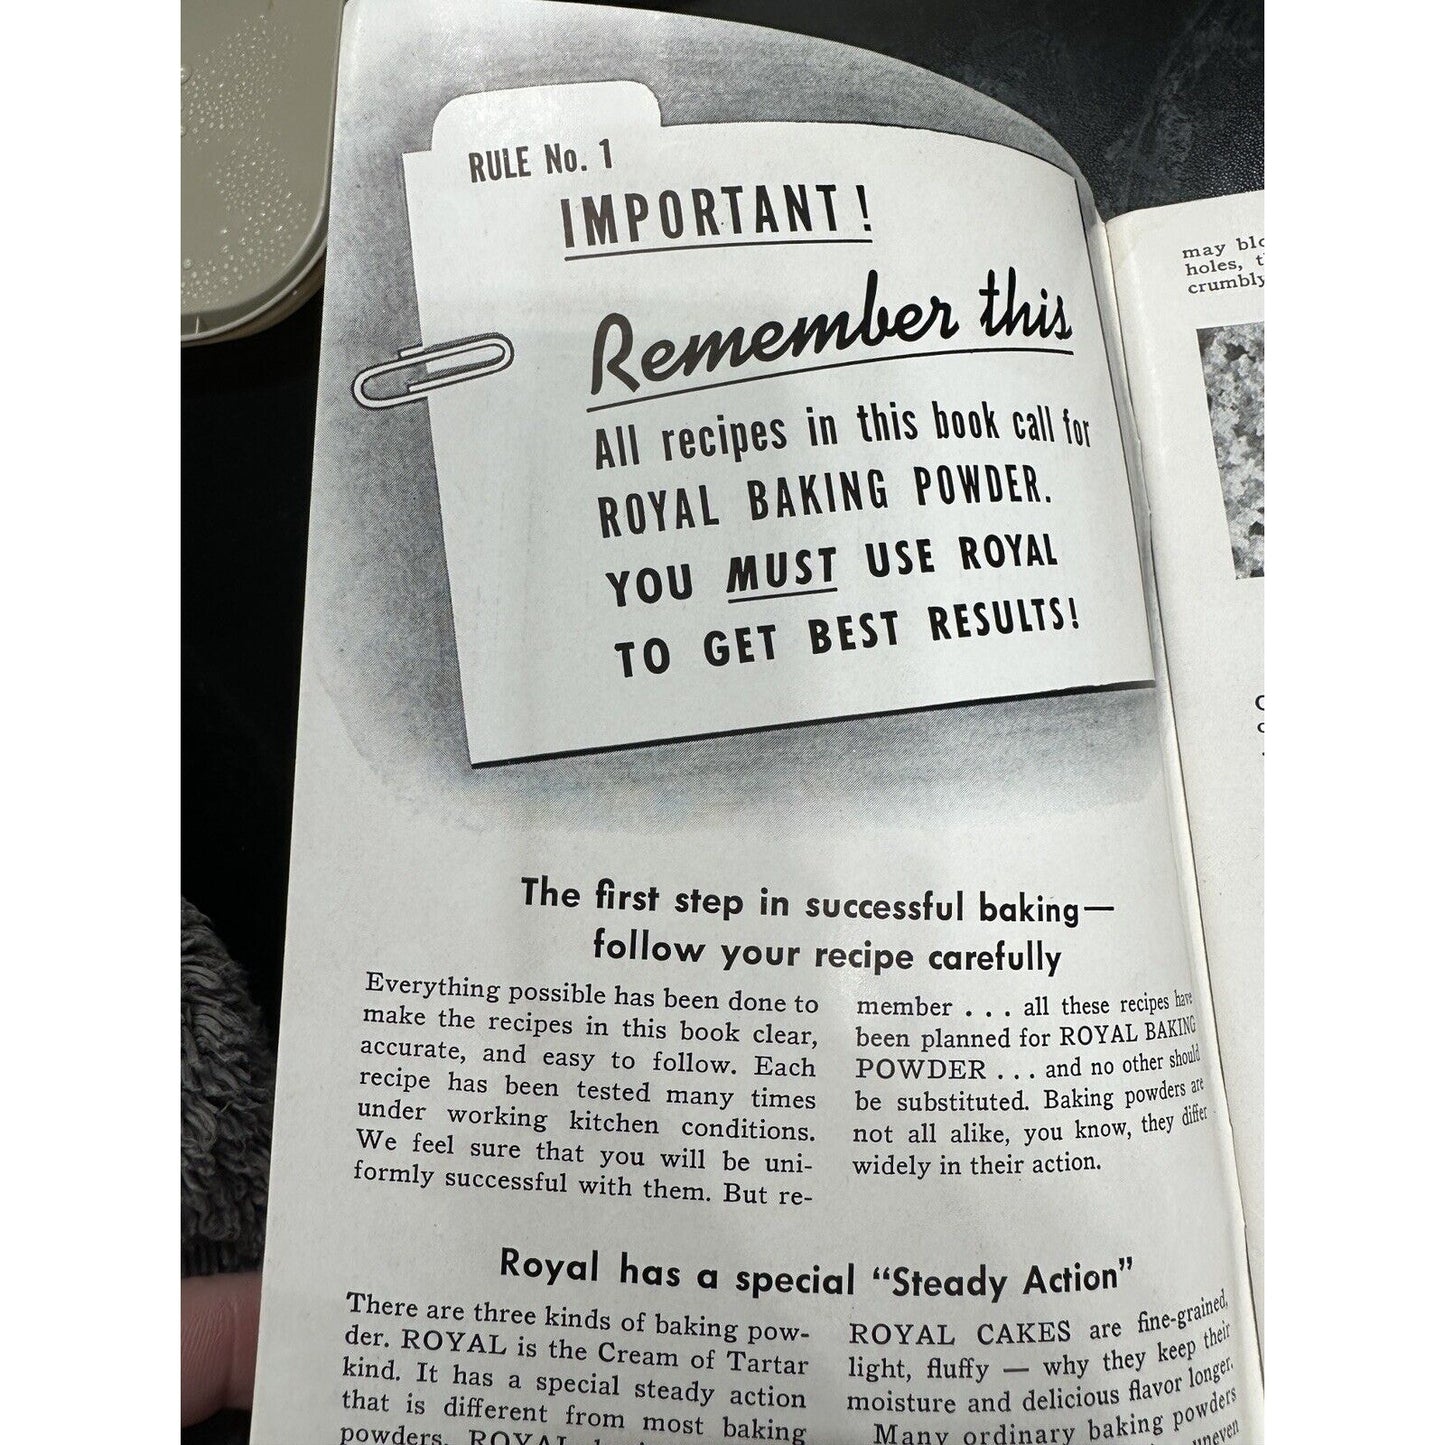 RULE No. 1
IMPORTANT!
Remember this
All recipes in this book call for
ROYAL BAKING POWDER.
YOU MUST USE ROYAL
TO GET BEST RESULTS!
The first step in successful baking—
follow your recipe carefully
Everything possible has been done to
make the recipes in this book clear,
accurate, and easy to follow. Each
recipe has been tested many times
under working kitchen conditions.
We feel sure that you will be uni-
formly successful with them. But re-
member . . . all these recipes have
been planned for ROYAL BAKING
POWDER . . . and no other should
be substituted. Baking powders are
not all alike, you know, they differ
widely in their action.
Royal has a special “Steady Action”
There are three kinds of baking pow-
der. ROYAL is the Cream of Tartar
kind. It has a special steady action
that is different from most baking
powders. ROYAL
ROYAL CAKES are fine-grained,
light, fluffy — why they keep their
moisture and delicious flavor longer.
Many ordinary baking powders
uneven
may
holes,
crumbly